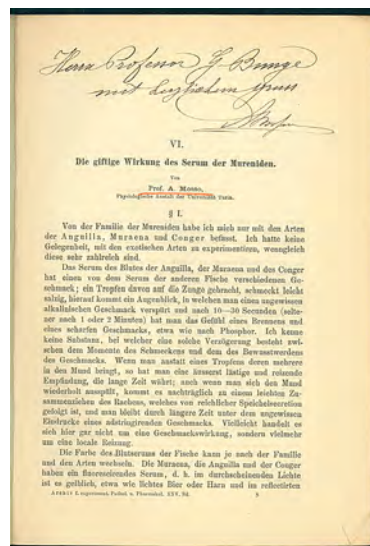 Herrn Professor G. Bunge
mit herzlichem Gruss
AMosso
VI.
Die giftige Wirkung des Serum der Mureniden.
Von
Prof. A. Mosso,
Physiologische Anstalt der Universität Turin.
§ I.
Von der Familie der Mureniden habe ich mich nur mit den Arten
der Anguilla, Muraena und Conger befasst. Ich hatte keine
Gelegenheit, mit den exotischen Arten zu experimentiren, wenngleich
diese sehr zahlreich sind.
Das Serum des Blutes der Anguilla, der Muraena und des Conger
hat einen von dem Serum der anderen Fische verschiedenen Ge-
schmack; ein Tropfen davon auf die Zunge gebracht, schmeckt leicht
salzig, hierauf kommt ein Augenblick, in welchem man einen ungewissen
alkalinischen Geschmack verspürt und nach 10—30 Secunden (selte-
ner nach 1 oder 2 Minuten) hat man das Gefühl eines Brennens und
eines scharfen Geschmacks, etwa wie nach Phosphor. Ich kenne
keine Substanz, bei welcher eine solche Verzögerung besteht zwi-
schen dem Momente des Schmeckens und dem des Bewusstwerdens
des Geschmacks. Wenn man anstatt eines Tropfens deren mehrere
in den Mund bringt, so hat man eine äusserst lästige und reizende
Empfindung, die lange Zeit währt; auch wenn man sich den Mund
wiederholt ausspült, kommt es nachträglich zu einem leichten Zu-
sammenziehen des Rachens, welches von reichlicher Speichelsecretion
gefolgt ist, und man bleibt durch längere Zeit unter dem ungewissen
Eindrucke eines adstringirenden Geschmacks. Vielleicht handelt es
sich hier gar nicht um eine Geschmackswirkung, sondern vielmehr
um eine locale Reizung.
Die Farbe des Blutserums der Fische kann je nach der Familie
und den Arten wechseln. Die Muraena, die Anguilla und der Conger
haben ein fluorescirendes Serum, d. h. im durchscheinenden Lichte
ist es gelblich, etwa wie lichtes Bier oder Harn und im reflectirten
Archiv f. experiment. Pathol. u. Pharmakol. XXV. Bd.